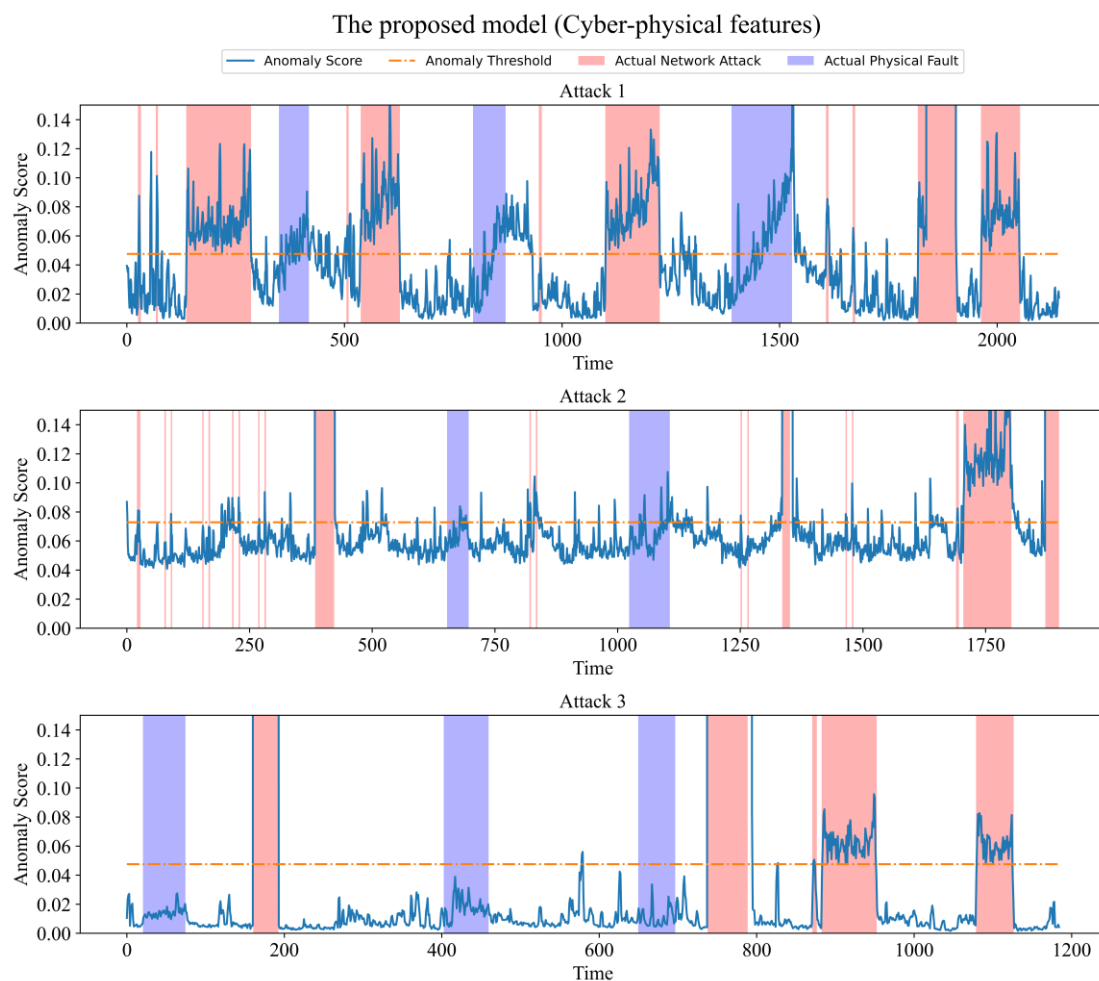 The proposed model (Cyber-physical features)
Anomaly Score Anomaly Threshold Actual Network Attack Actual Physical Fault
Attack 1
0.14
0.12
0.10
0.08
0.06
0.04
0.02
0.00
Anomaly Score
0 500 1000 1500 2000
Time
Attack 2
0.14
0.12
0.10
0.08
0.06
0.04
0.02
0.00
Anomaly Score
0 250 500 750 1000 1250 1500 1750
Time
Attack 3
0.14
0.12
0.10
0.08
0.06
0.04
0.02
0.00
Anomaly Score
0 200 400 600 800 1000 1200
Time